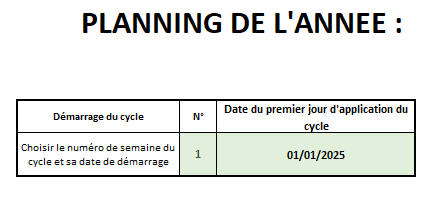 PLANNING DE L'ANNEE :
Démarrage du cycle
N°
Date du premier jour d'application du
cycle
Choisir le numéro de semaine du
cycle et sa date de démarrage
1
01/01/2025